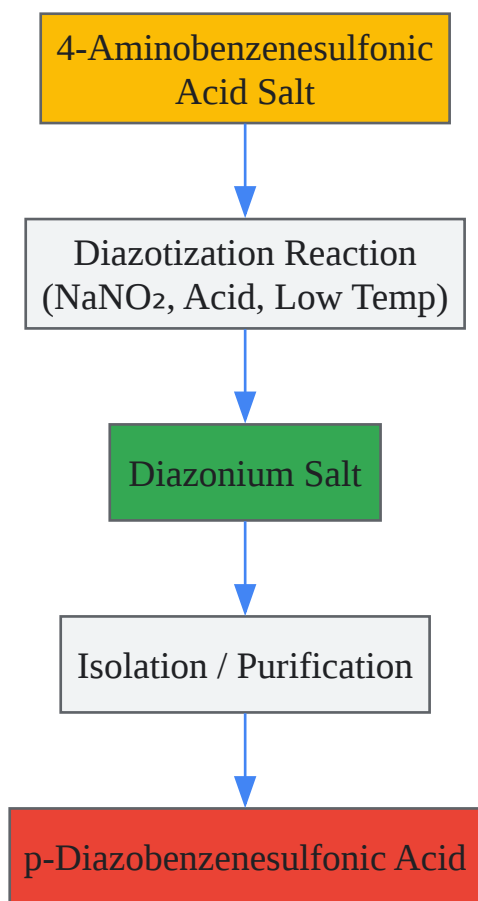 4-Aminobenzenesulfonic
Acid Salt
Diazotization Reaction
(NaNO₂, Acid, Low Temp)
Diazonium Salt
Isolation / Purification
p-Diazobenzenesulfonic Acid